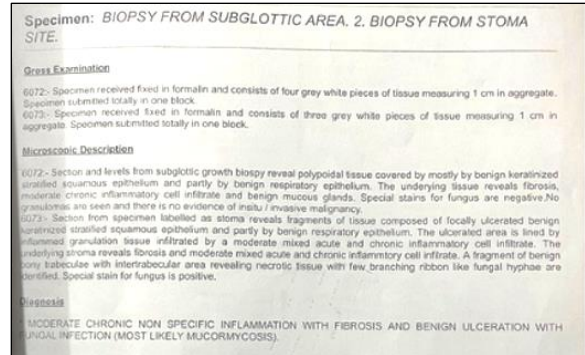 Specimen: BIOPSY FROM SUBGLOTTIC AREA. 2. BIOPSY FROM STOMA
SITE.
Gross Examination
6072:- Specimen received fixed in formalin and consists of four grey white pieces of tissue measuring 1 cm in aggregate.
Specimen submitted totally in one block.
6073:- Specimen received fixed in formalin and consists of three grey white pieces of tissue measuring 1 cm in
aggregate. Specimen submitted totally in one block.
Microscopic Description
6072:- Section and levels from subglottic growth biospy reveal polypoidal tissue covered by mostly by benign keratinized
stratified squamous epithelium and partly by benign respiratory epithelium. The underlying tissue reveals fibrosis,
moderate chronic inflammatory cell infiltrate and benign mucous glands. Special stains for fungus are negative.No
granulomas are seen and there is no evidence of insitu / invasive malignancy.
6073:- Section from specimen labelled as stoma reveals fragments of tissue composed of focally ulcerated benign
keratinized stratified squamous epithelium and partly by benign respiratory epithelium. The ulcerated area is lined by
inflammed granulation tissue infiltrated by a moderate mixed acute and chronic inflammatory cell infiltrate. The
underlying stroma reveals fibrosis and moderate mixed acute and chronic inflammtory cell infitrate. A fragment of benign
bony trabeculae with intertrabecular area revealing necrotic tissue with few branching ribbon like fungal hyphae are
identified. Special stain for fungus is positive.
Diagnosis
* MODERATE CHRONIC NON SPECIFIC INFLAMMATION WITH FIBROSIS AND BENIGN ULCERATION WITH
FUNGAL INFECTION (MOST LIKELY MUCORMYCOSIS).